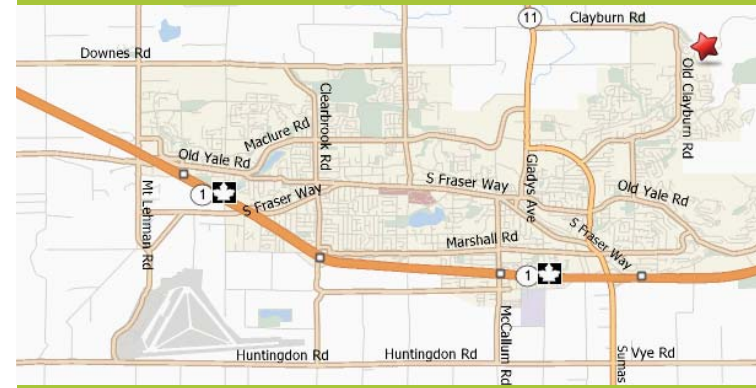 11
Clayburn Rd
Downes Rd
Old Clayburn Rd
Clearbrook Rd
Maclure Rd
Old Yale Rd
Gladys Ave
Mt Lehman Rd
1
S Fraser Way
S Fraser Way
Old Yale Rd
S Fraser Way
Marshall Rd
1
McCallum Rd
Huntingdon Rd
Huntingdon Rd
Sumas
Vye Rd